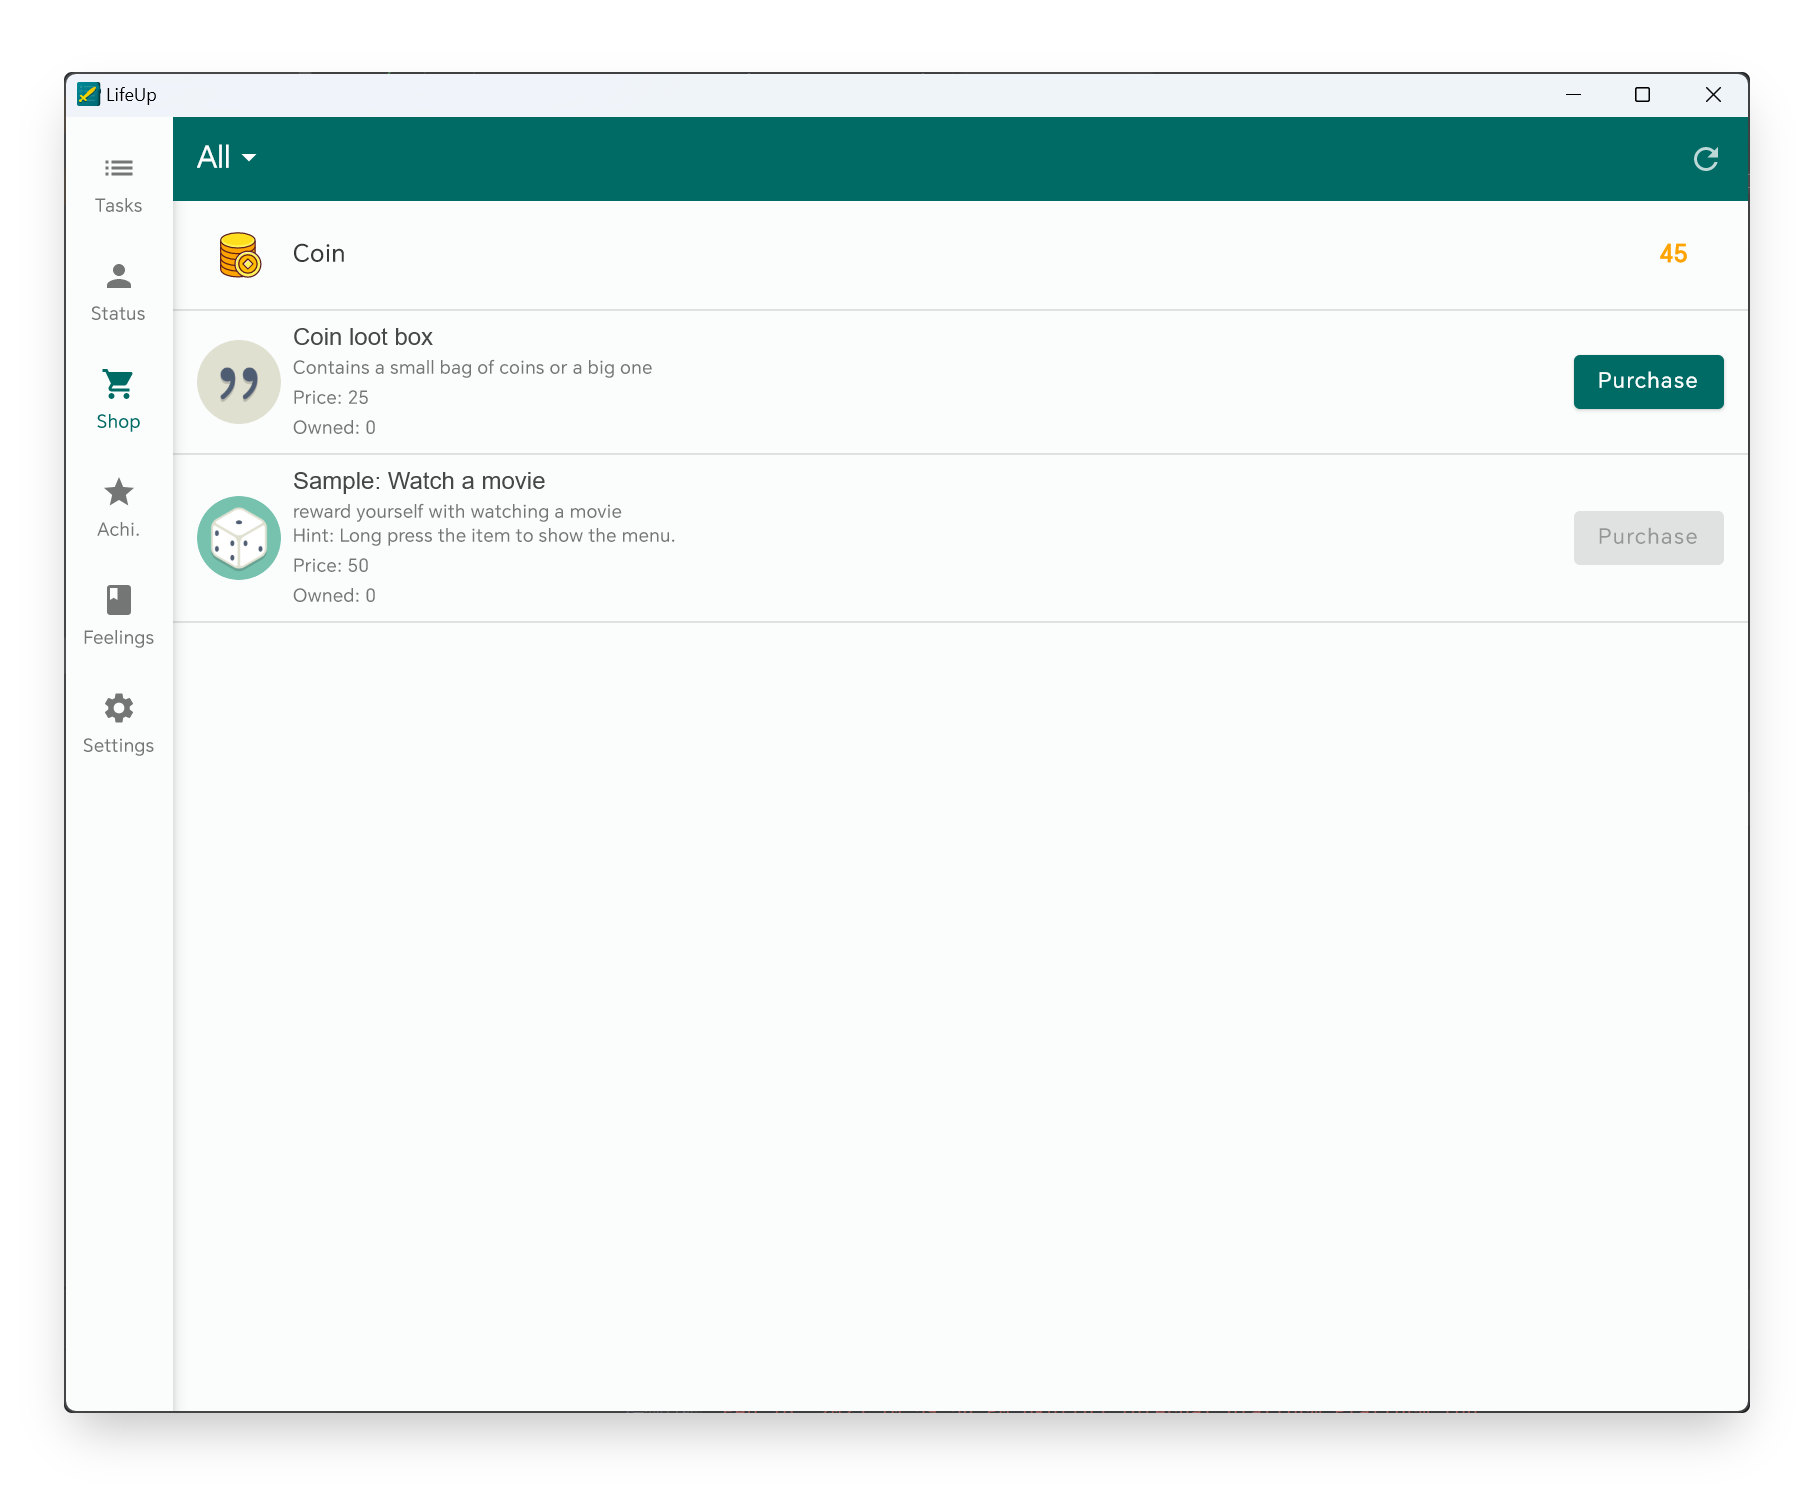 LifeUp
All
Tasks
Status
Shop
Achi.
Feelings
Settings
Coin
45
Coin loot box
Contains a small bag of coins or a big one
Price: 25
Owned: 0
Purchase
Sample: Watch a movie
reward yourself with watching a movie
Hint: Long press the item to show the menu.
Price: 50
Owned: 0
Purchase